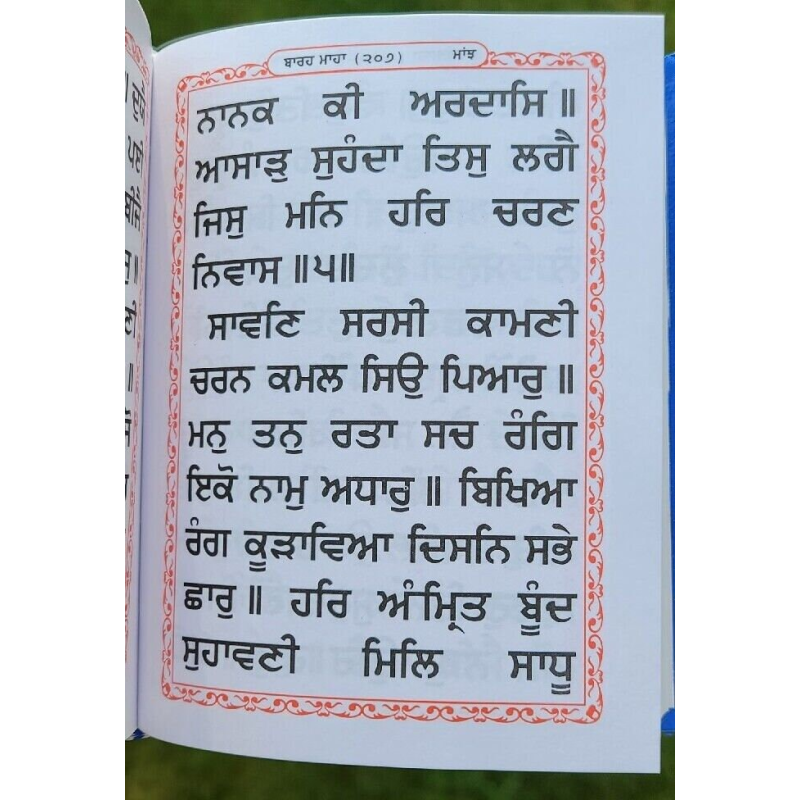 ਬਾਰਹ ਮਾਹਾ (੨੦੭) ਮਾਂਝ
ਨਾਨਕ ਕੀ ਅਰਦਾਸਿ॥
ਆਸਾੜੁ ਸੁਹੰਦਾ ਤਿਸੁ ਲਗੈ
ਜਿਸੁ ਮਨਿ ਹਰਿ ਚਰਣ
ਨਿਵਾਸ॥੫॥
ਸਾਵਣਿ ਸਰਸੀ ਕਾਮਣੀ
ਚਰਨ ਕਮਲ ਸਿਉ ਪਿਆਰੁ॥
ਮਨੁ ਤਨੁ ਰਤਾ ਸਚ ਰੰਗਿ
ਇਕੋ ਨਾਮੁ ਅਧਾਰੁ॥ ਬਿਖਿਆ
ਰੰਗ ਕੂੜਾਵਿਆ ਦਿਸਨਿ ਸਭੇ
ਛਾਰੁ॥ ਹਰਿ ਅੰਮ੍ਰਿਤ ਬੂੰਦ
ਸੁਹਾਵਣੀ ਮਿਲਿ ਸਾਧੂ